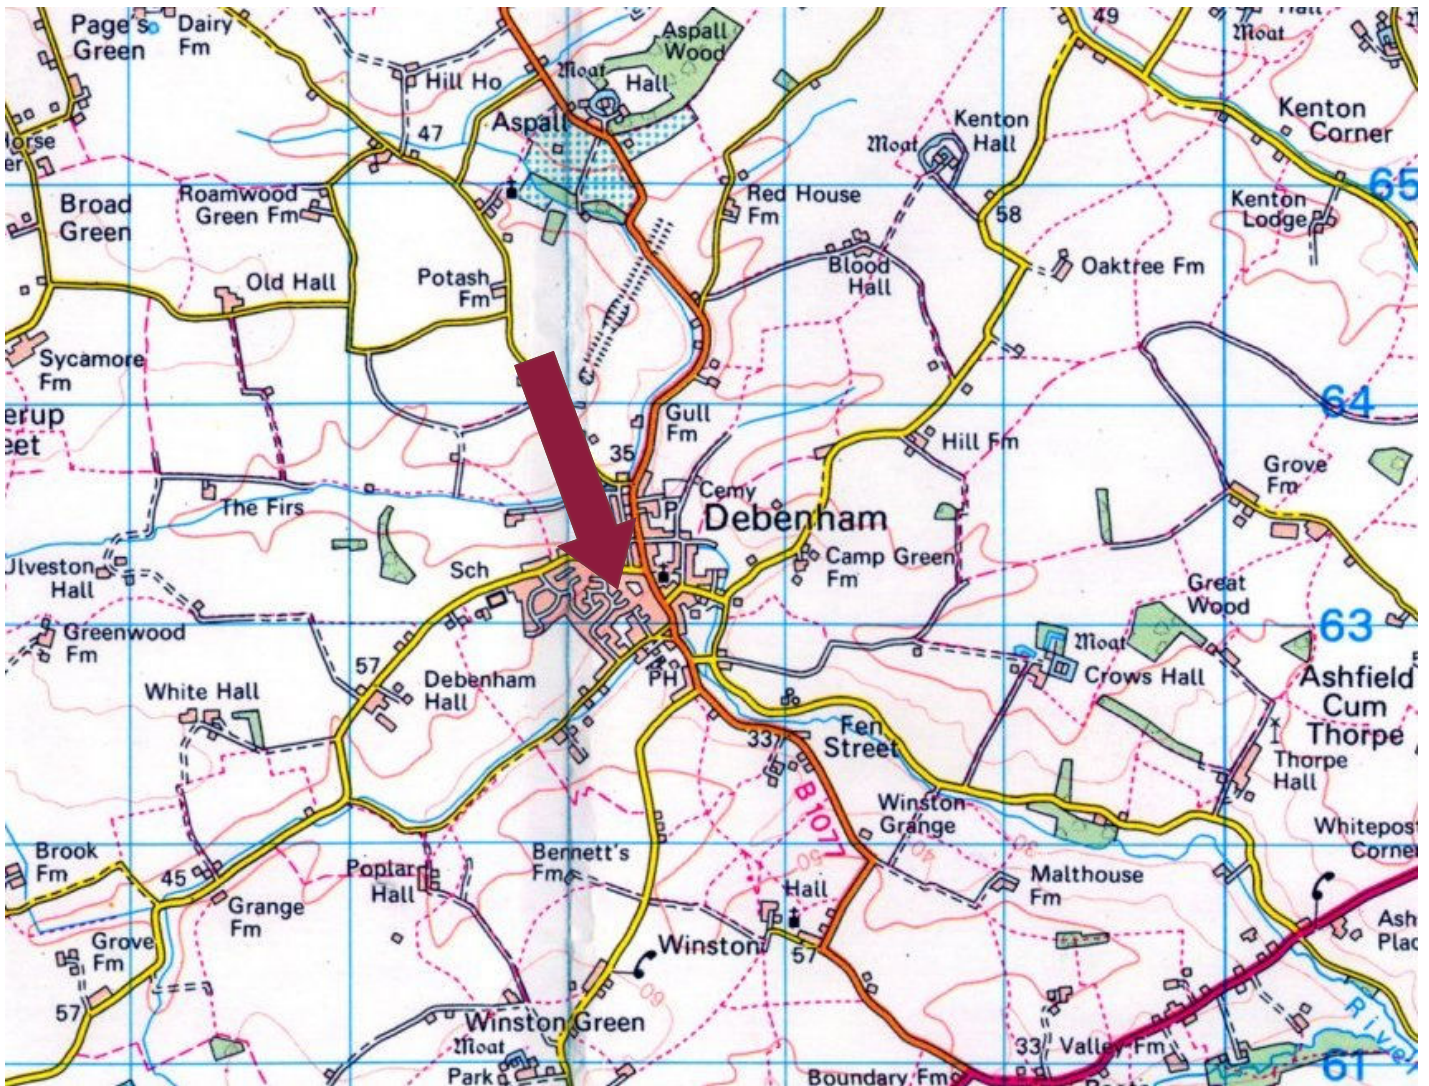 Page's
Green
Dairy
Fm
Hill Ho
Moat
Hall
Aspall
Wood
Aspall
47
49
Hall
Moat
Kenton
Corner
Kenton
Hall
Moat
Broad
Green
Roamwood
Green Fm
Red House
Fm
58
Kenton
Lodge
65
Old Hall
Potash
Fm
Blood
Hall
Oaktree Fm
Sycamore
Fm
64
Gull
Fm
35
Hill Fm
Grove
Fm
The Firs
Cemy
P
Debenham
Camp Green
Fm
Ulveston
Hall
Sch
Great
Wood
Greenwood
Fm
63
Moat
Crows Hall
Ashfield
Cum
Thorpe
57
Debenham
Hall
PH
White Hall
33
Fen
Street
Thorpe
Hall
B1077
Winston
Grange
Whitepost
Corner
Brook
Fm
45
Poplar
Hall
Bennett's
Fm
50
40
30
Hall
Malthouse
Fm
Grange
Fm
Grove
Fm
Winston
57
60
57
Winston Green
Moat
Park
33
Valley Fm
Boundary Fm
61
River